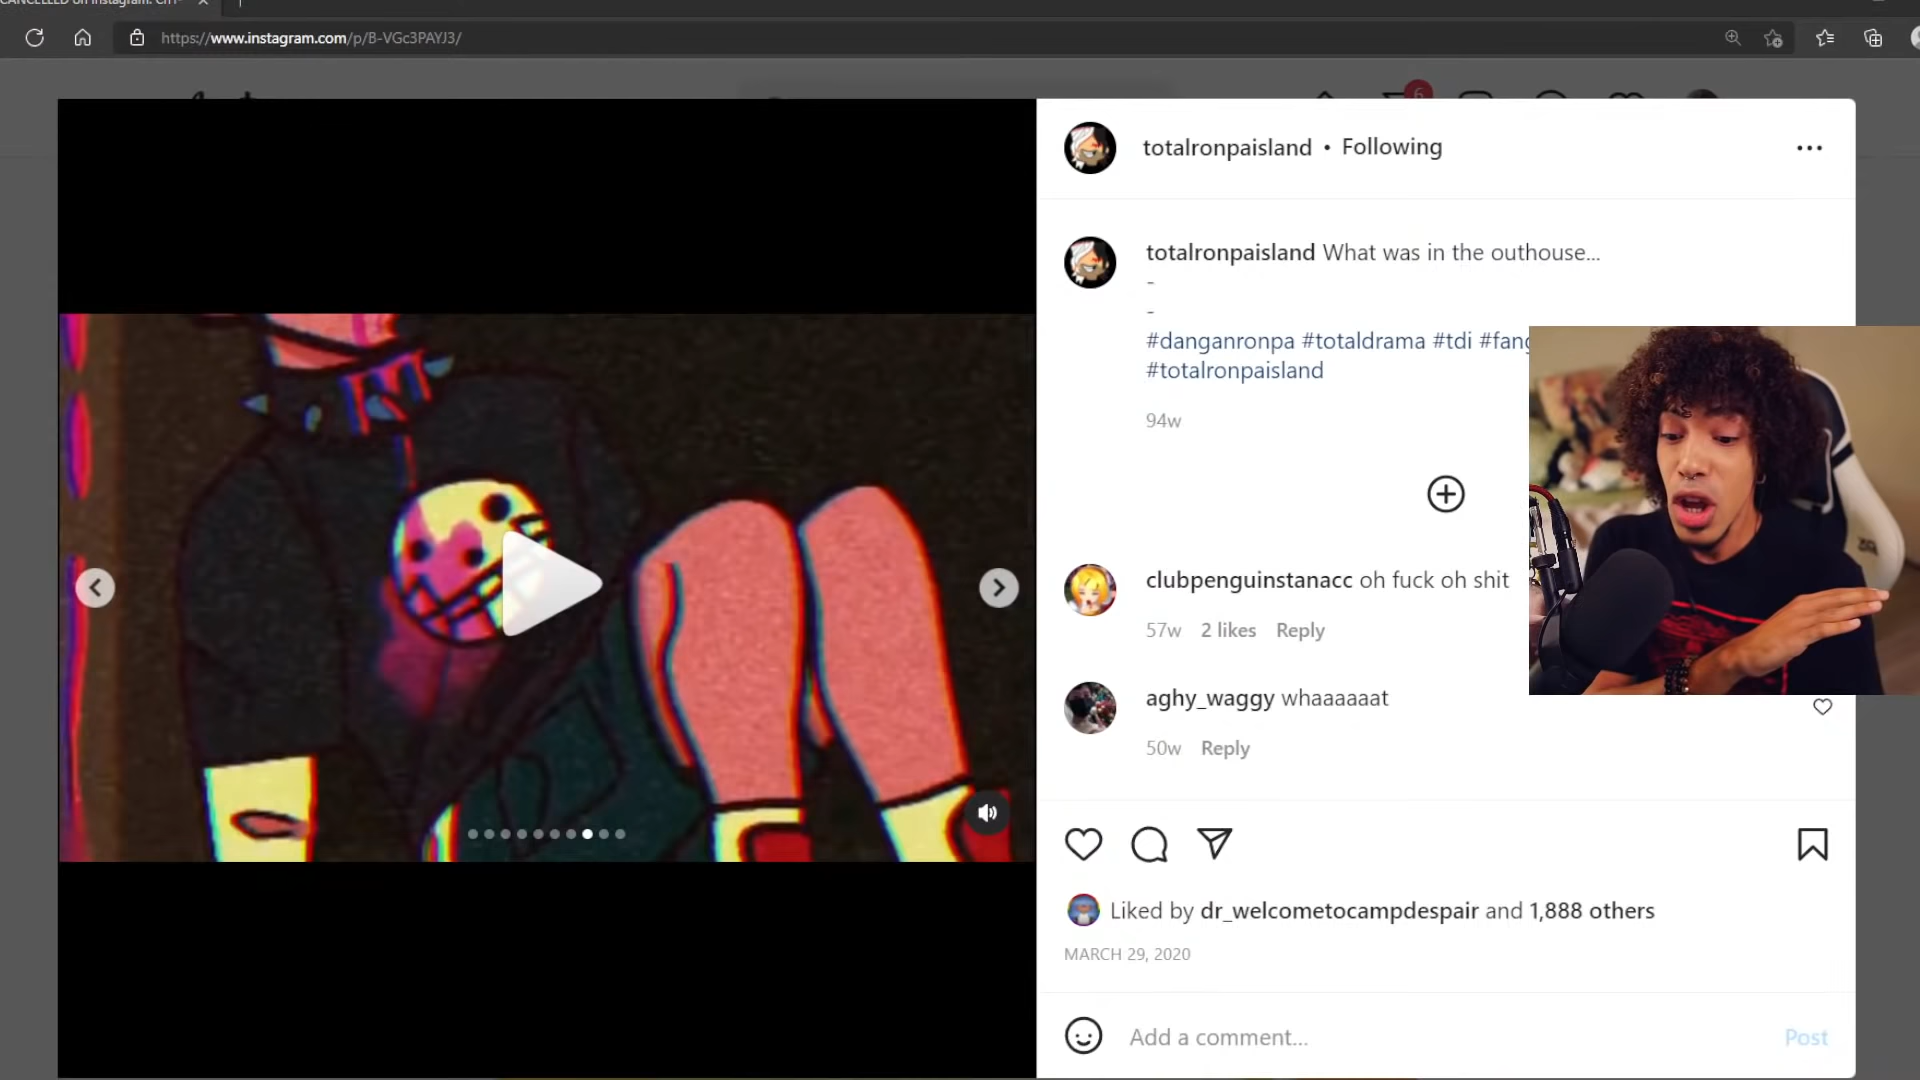 https://www.instagram.com/p/B-VGc3PAYJ3/
6
totalronpaisland • Following
totalronpaisland What was in the outhouse...
-
-
#danganronpa #totaldrama #tdi #fang
#totalronpaisland
94w
clubpenguinstanacc oh fuck oh shit
57w 2 likes Reply
aghy_waggy whaaaaaat
50w Reply
Liked by dr_welcometocampdespair and 1,888 others
MARCH 29, 2020
Add a comment...
Post